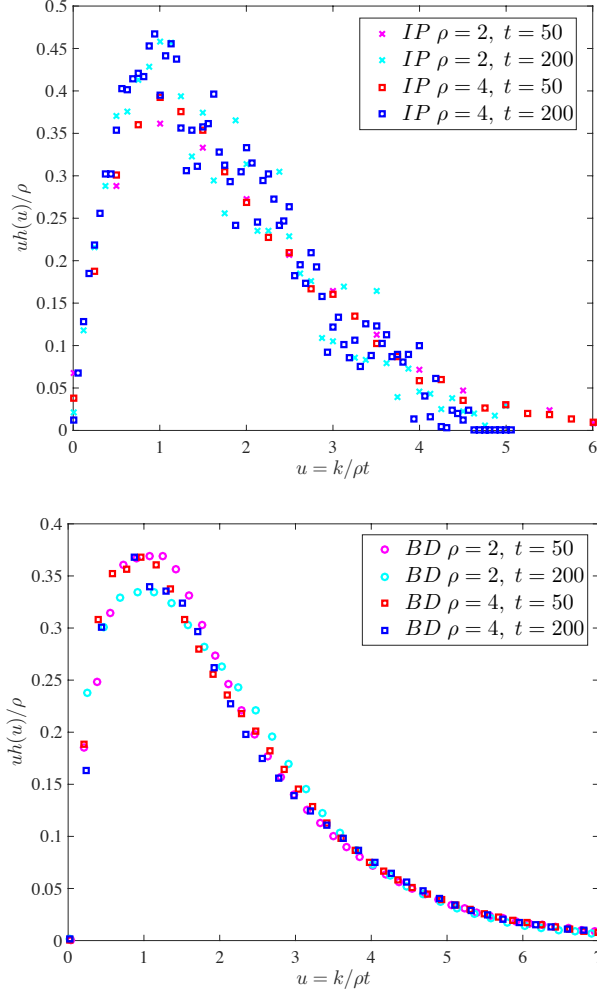 0.5
0.45
0.4
0.35
0.3
0.25
0.2
0.15
0.1
0.05
0
uh(u)/ρ
IP ρ = 2, t = 50
IP ρ = 2, t = 200
IP ρ = 4, t = 50
IP ρ = 4, t = 200
0 1 2 3 4 5 6
u = k/ρt
0.4
0.35
0.3
0.25
0.2
0.15
0.1
0.05
0
uh(u)/ρ
BD ρ = 2, t = 50
BD ρ = 2, t = 200
BD ρ = 4, t = 50
BD ρ = 4, t = 200
0 1 2 3 4 5 6 7
u = k/ρt